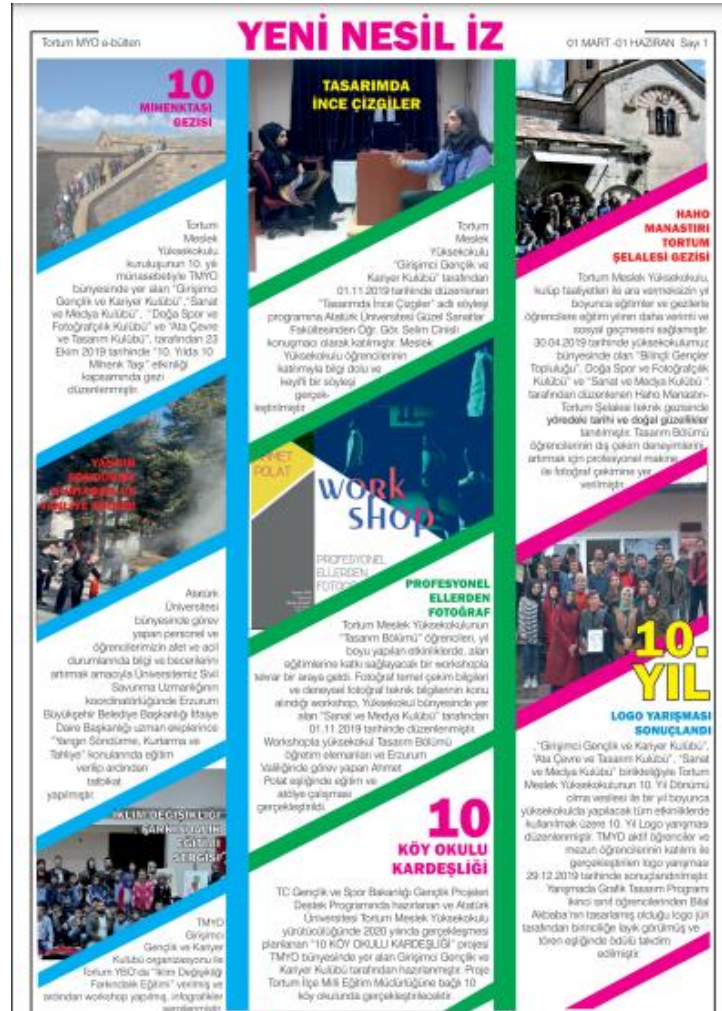 Tortum MYO e-bülten
YENİ NESİL İZ
01 MART -01 HAZİRAN Sayı 1
10
MİHENKTAŞI
GEZİSİ
Tortum
Meslek
Yüksekokulu
kuruluşunun 10. yılı
münasebetiyle TMYO
bünyesinde yer alan "Girişimci
Gençlik ve Kariyer Kulübü", "Sanat
ve Medya Kulübü", "Doğa Spor ve
Fotoğrafçılık Kulübü" ve "Ata Çevre
ve Tasarım Kulübü", tarafından 23
Ekim 2019 tarihinde "10. Yılda 10
Mihenk Taşı" etkinliği
kapsamında gezi
düzenlenmiştir.
YANGIN
SÖNDÜRME
Atatürk
Üniversitesi
bünyesinde görev
yapan personel ve
öğrencilerimizin afet ve acil
durumlarında bilgi ve becerilerini
artırmak amacıyla Üniversitemiz Sivil
Savunma Uzmanlığının
koordinatörlüğünde Erzurum
Büyükşehir Belediye Başkanlığı İtfaiye
Daire Başkanlığı uzman ekiplerince
"Yangın Söndürme, Kurtarma ve
Tahliye" konularında eğitim
verilip ardından
tatbikat
yapılmıştır.
İKLİM DEĞİŞİKLİĞİ
FARKINDALIK
EĞİTİMİ
SERGİSİ
TMYO
Girişimci
Gençlik ve Kariyer
Kulübü organizasyonu ile
Tortum YBO'da "İklim Değişikliği
Farkındalık Eğitimi" verilmiş ve
ardından workshop yapılmış, infografikler
sergilenmiştir.
TASARIMDA
İNCE ÇİZGİLER
Tortum
Meslek
Yüksekokulu
"Girişimci Gençlik ve
Kariyer Kulübü" tarafından
01.11.2019 tarihinde düzenlenen
"Tasarımda İnce Çizgiler" adlı söyleşi
programına Atatürk Üniversitesi Güzel Sanatlar
Fakültesinden Öğr. Gör. Selim Cinisli
konuşmacı olarak katılmıştır. Meslek
Yüksekokulu öğrencilerinin
katılımıyla bilgi dolu ve
keyifli bir söyleşi
gerçek-
leştirilmiştir.
AHMET
POLAT
WORK
SHOP
PROFESYONEL
ELLERDEN
FOTOĞRAF
PROFESYONEL
ELLERDEN
FOTOĞRAF
Tortum Meslek Yüksekokulunun
"Tasarım Bölümü" öğrencileri, yıl
boyu yapılan etkinliklerde, alan
eğitimlerine katkı sağlayacak bir workshopla
tekrar bir araya geldi. Fotoğraf temel çekim bilgileri
ve deneysel fotoğraf teknik bilgilerinin konu
alındığı workshop, Yüksekokul bünyesinde yer
alan "Sanat ve Medya Kulübü" tarafından
01.11 2019 tarihinde düzenlenmiştir.
Workshopla yüksekokul Tasarım Bölümü
öğretim elemanları ve Erzurum
Valiliğinde görev yapan Ahmet
Polat eşliğinde eğitim ve
atölye çalışması
gerçekleştirildi.
10
KÖY OKULU
KARDEŞLİĞİ
TC Gençlik ve Spor Bakanlığı Gençlik Projeleri
Destek Programında hazırlanan ve Atatürk
Üniversitesi Tortum Meslek Yüksekokulu
yürütücülüğünde 2020 yılında gerçekleşmesi
planlanan "10 KÖY OKULLU KARDEŞLİĞİ" projesi
TMYO bünyesinde yer alan Girişimci Gençlik ve
Kariyer Kulübü tarafından hazırlanmıştır. Proje
Tortum İlçe Milli Eğitim Müdürlüğüne bağlı 10
köy okulunda gerçekleştirilecektir.
HAHO
MANASTIRI
TORTUM
ŞELALESİ GEZİSİ
Tortum Meslek Yüksekokulu,
kulüp faaliyetleri ile ara vermeksizin yıl
boyunca eğitimler ve gezilerle
öğrencilere eğitim yılının daha verimli ve
sosyal geçmesini sağlamıştır.
30.04.2019 tarihinde yüksekokulumuz
bünyesinde olan "Bilinçli Gençler
Topluluğu", Doğa Spor ve Fotoğrafçılık
Kulübü" ve "Sanat ve Medya Kulübü "
tarafından düzenlenen Haho Manastırı-
Tortum Şelalesi teknik gezisinde
yöredeki tarihi ve doğal güzellikler
tanıtılmıştır. Tasarım Bölümü
öğrencilerinin dış çekim deneyimlerini
artırmak için profesyonel makine
ile fotoğraf çekimine yer
verilmiştir.
10.
YIL
LOGO YARIŞMASI
SONUÇLANDI
"Girişimci Gençlik ve Kariyer Kulübü",
"Ata Çevre ve Tasarım Kulübü", "Sanat
ve Medya Kulübü" birlikteliğiyle Tortum
Meslek Yüksekokulunun 10. Yıl Dönümü
olma vesilesi ile bir yıl boyunca
yüksekokulda yapılacak tüm etkinliklerde
kullanılmak üzere 10. Yıl Logo yarışması
düzenlenmiştir. TMYO aktif öğrenciler ve
mezun öğrencilerinin katılımı ile
gerçekleştirilen logo yarışması
29.12.2019 tarihinde sonuçlandırılmıştır.
Yarışmada Grafik Tasarım Programı
ikinci sınıf öğrencilerinden Bilal
Akbaba'nın tasarlamış olduğu logo jüri
tarafından birinciliğe layık görülmüş ve
tören eşliğinde ödülü takdim
edilmiştir.